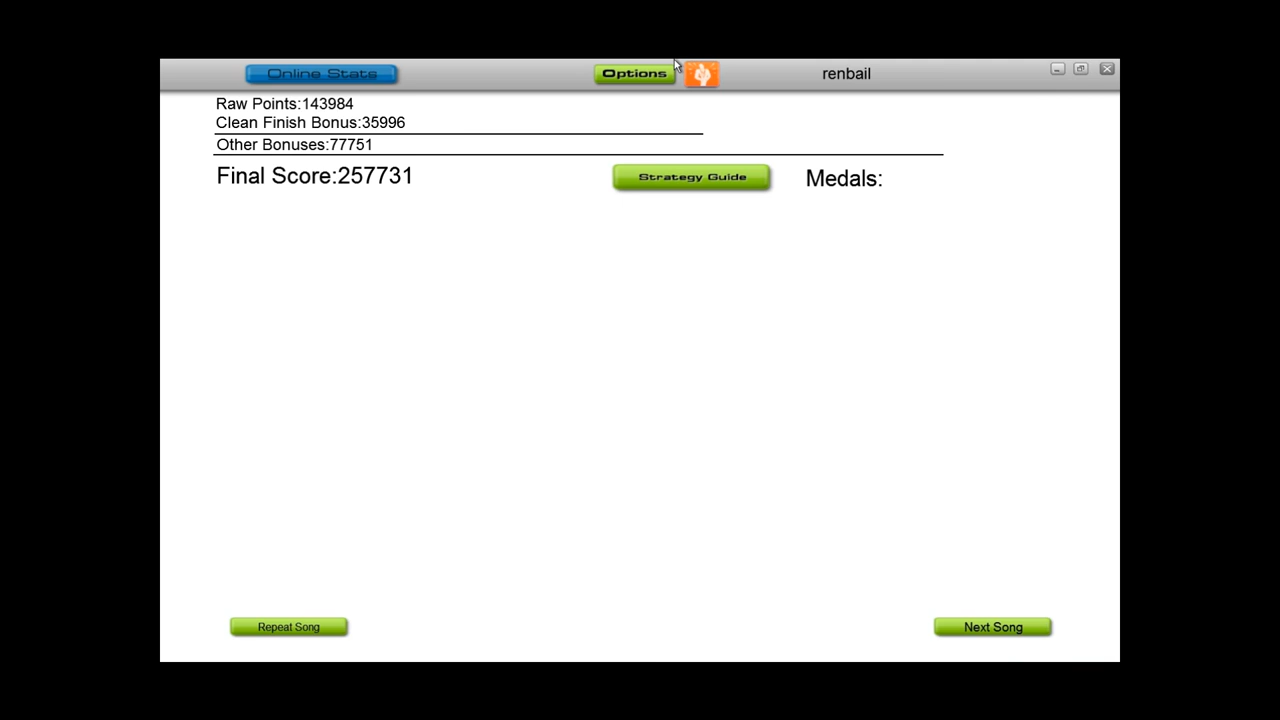 Online Stats
Options
renbail
Raw Points:143984
Clean Finish Bonus:35996
Other Bonuses:77751
Final Score:257731
Strategy Guide
Medals:
Repeat Song
Next Song